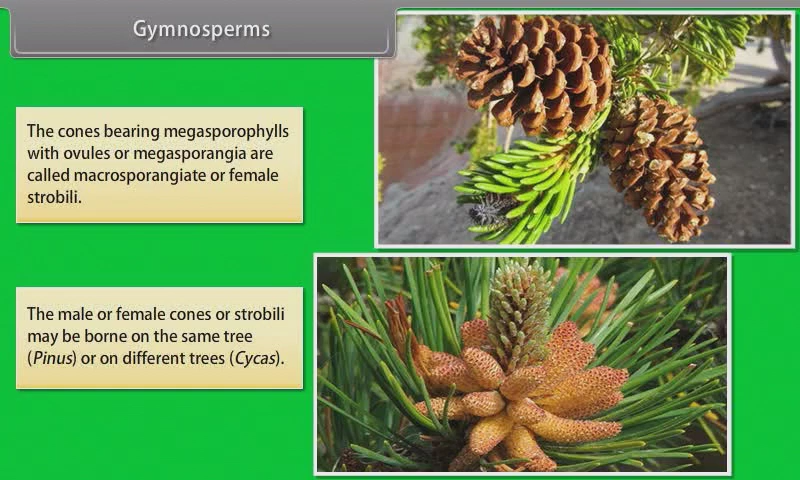 Gymnosperms
The cones bearing megasporophylls
with ovules or megasporangia are
called macrosporangiate or female
strobili.
The male or female cones or strobili
may be borne on the same tree
(Pinus) or on different trees (Cycas).